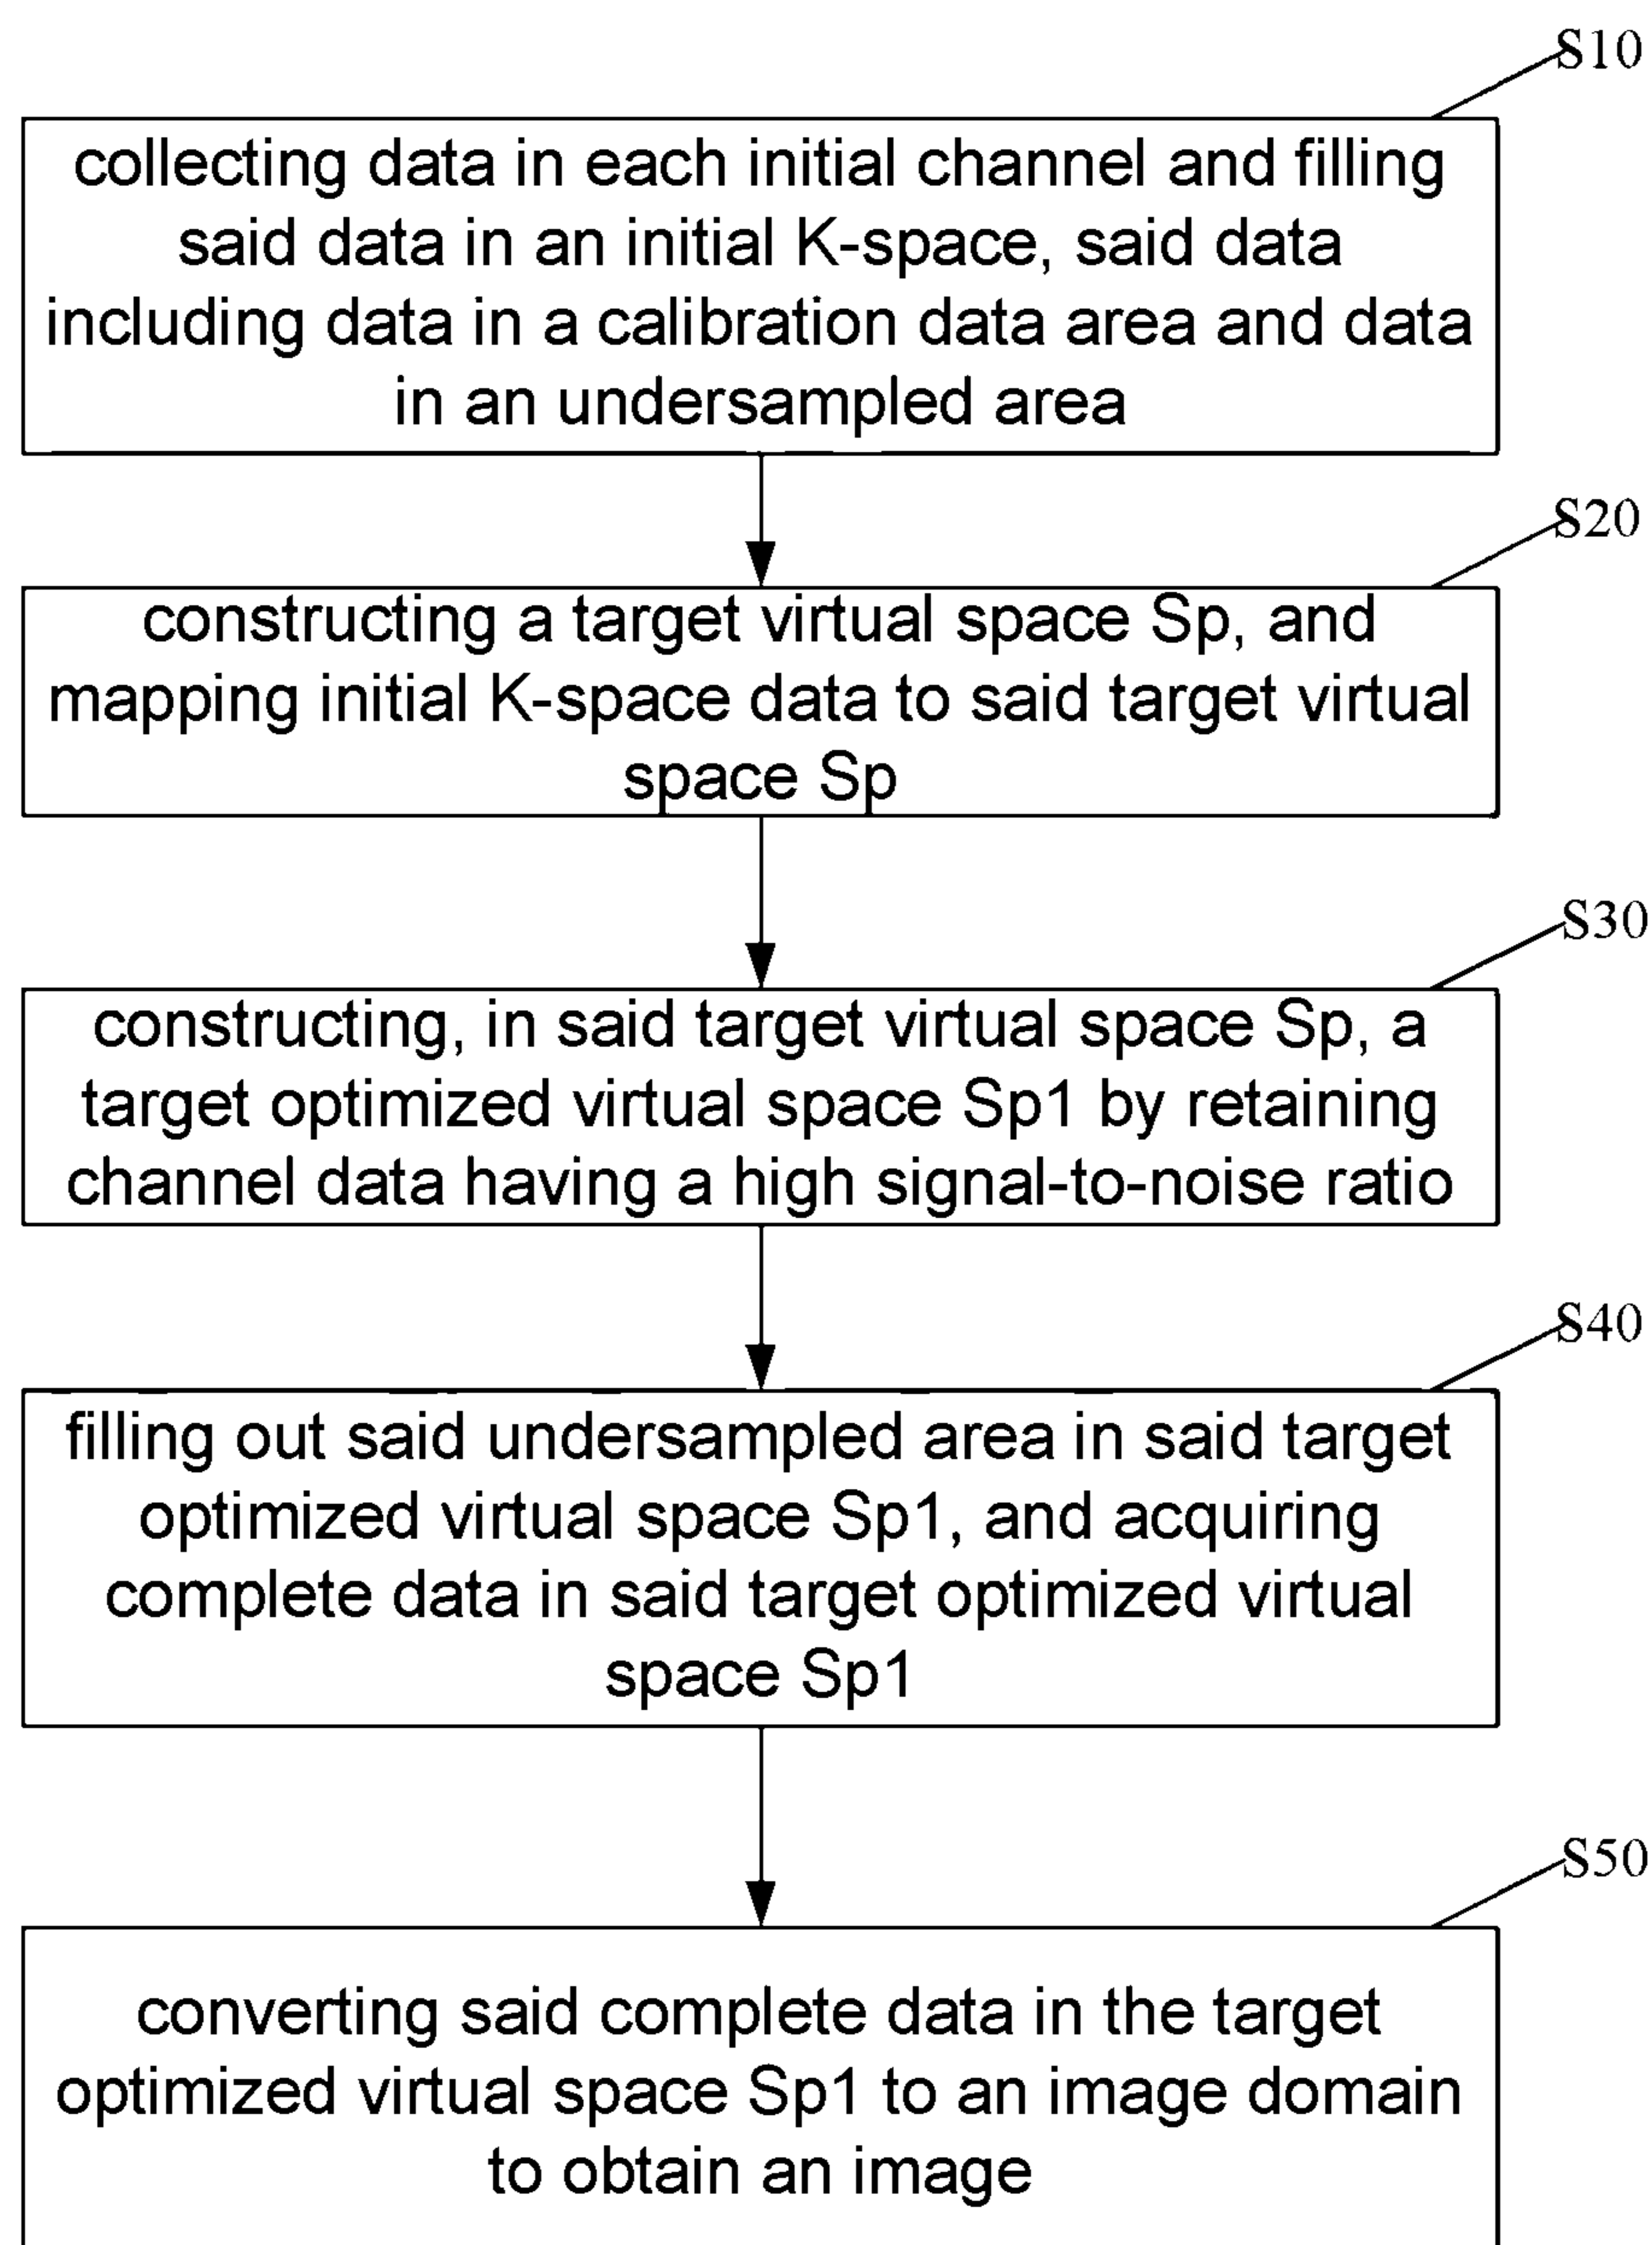 S10
collecting data in each initial channel and filling
said data in an initial K-space, said data
including data in a calibration data area and data
in an undersampled area
S20
constructing a target virtual space Sp, and
mapping initial K-space data to said target virtual
space Sp
S30
constructing, in said target virtual space Sp, a
target optimized virtual space Sp1 by retaining
channel data having a high signal-to-noise ratio
S40
filling out said undersampled area in said target
optimized virtual space Sp1, and acquiring
complete data in said target optimized virtual
space Sp1
S50
converting said complete data in the target
optimized virtual space Sp1 to an image domain
to obtain an image